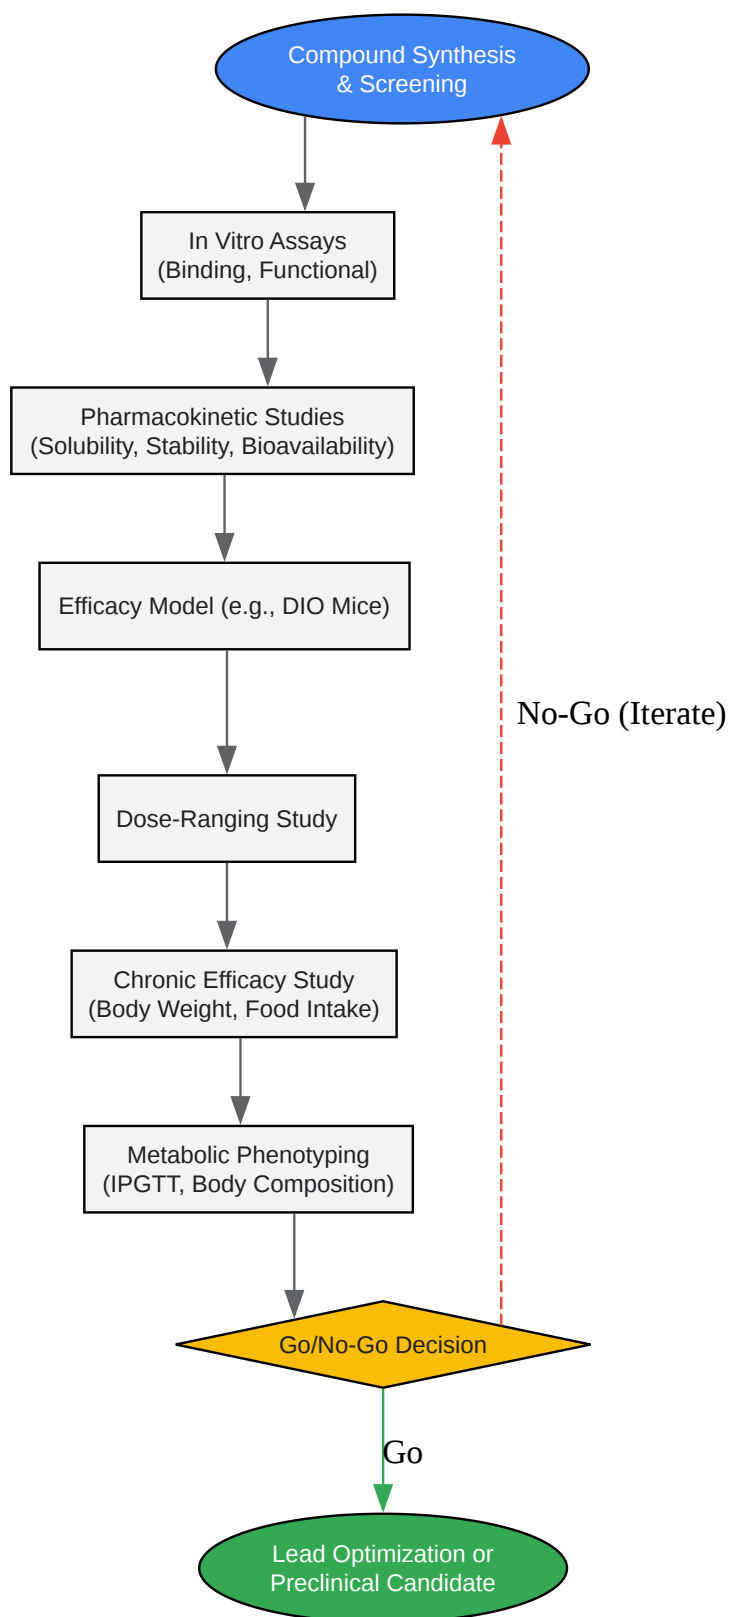 Compound Synthesis
& Screening
In Vitro Assays
(Binding, Functional)
Pharmacokinetic Studies
(Solubility, Stability, Bioavailability)
Efficacy Model (e.g., DIO Mice)
No-Go (Iterate)
Dose-Ranging Study
Chronic Efficacy Study
(Body Weight, Food Intake)
Metabolic Phenotyping
(IPGTT, Body Composition)
Go/No-Go Decision
Go
Lead Optimization or
Preclinical Candidate